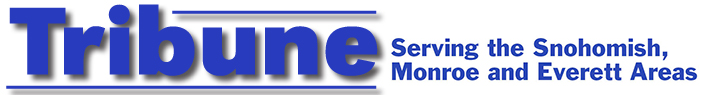 Tribune
Serving the Snohomish,
Monroe and Everett Areas